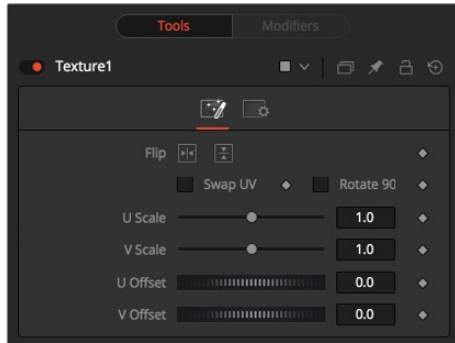 Tools Modifiers
Texture1
Flip
Swap UV Rotate 90
U Scale 1.0
V Scale 1.0
U Offset 0.0
V Offset 0.0